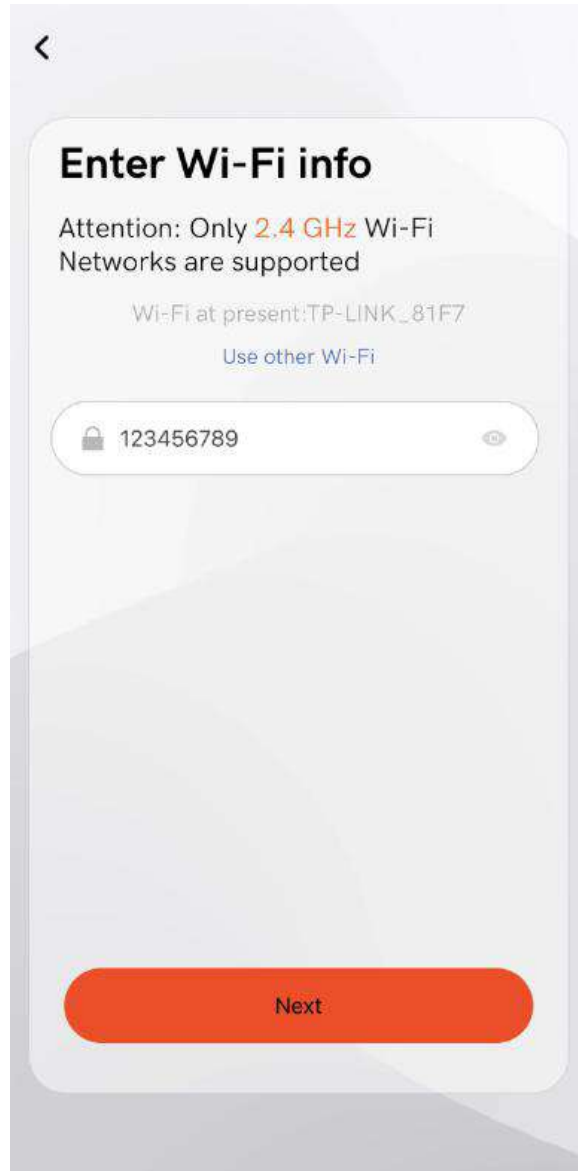 Enter Wi-Fi info
Attention: Only 2.4 GHz Wi-Fi
Networks are supported
Wi-Fi at present:TP-LINK_81F7
Use other Wi-Fi
123456789
Next